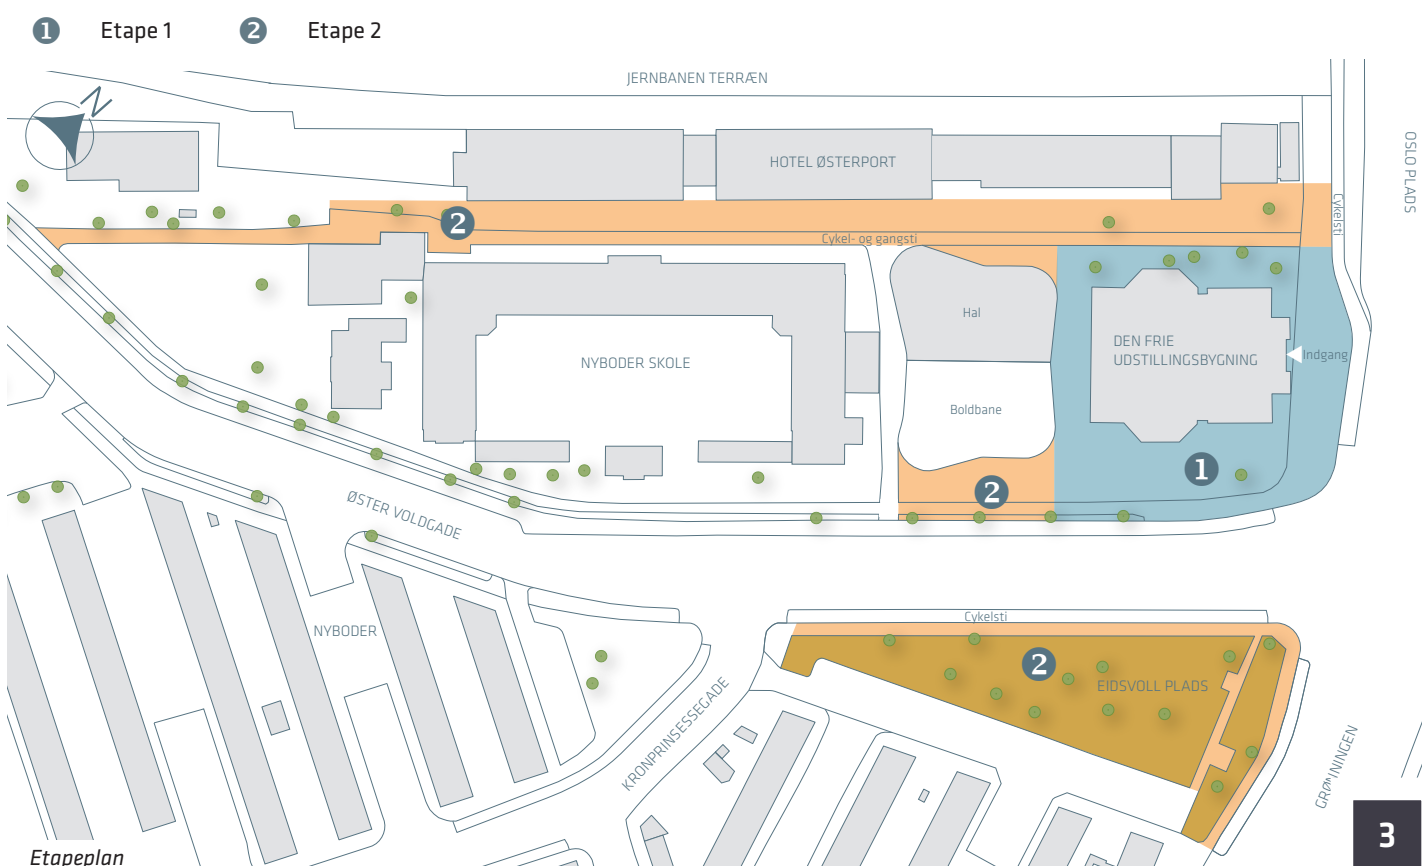 1 Etape 1 2 Etape 2
JERNBANEN TERRÆN
N
HOTEL ØSTERPORT
OSLO PLADS
Cykelsti
2
Cykel- og gangsti
Hal
DEN FRIE
UDSTILLINGSBYGNING
Indgang
NYBODER SKOLE
Boldbane
1
2
ØSTER VOLDGADE
NYBODER
Cykelsti
2
EIDSVOLL PLADS
KRONPRINSESSEGADE
GRØNNINGEN
3
Etapeplan